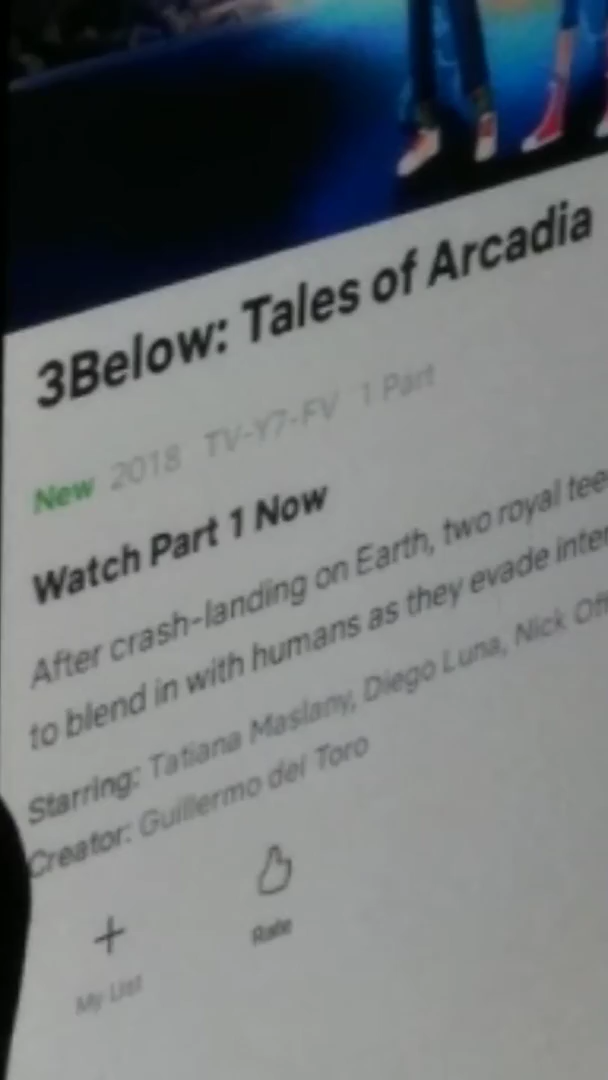 3Below: Tales of Arcadia
New 2018 TV-Y7-FV 1 Part
Watch Part 1 Now
After crash-landing on Earth, two royal tee
to blend in with humans as they evade inter
Starring: Tatiana Maslany, Diego Luna, Nick Off
Creator: Guillermo del Toro
Rate
My List